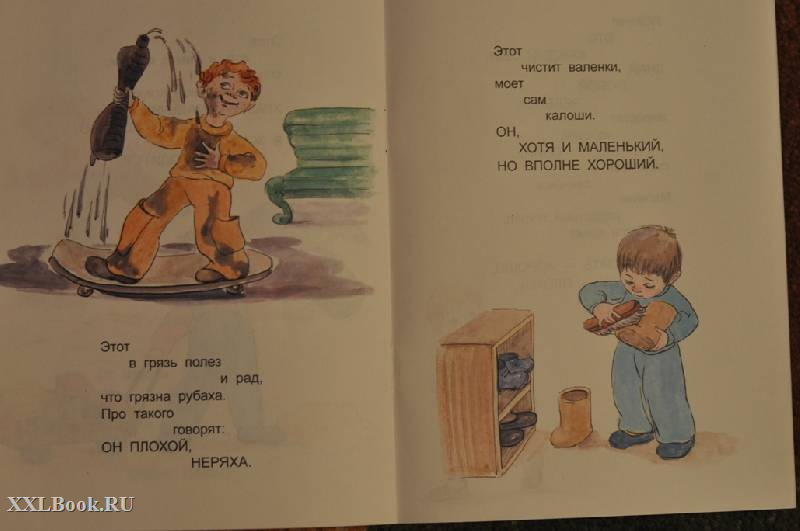 Этот
в грязь полез
и рад,
что грязна рубаха.
Про такого
говорят:
ОН ПЛОХОЙ,
НЕРЯХА.
Этот
чистит валенки,
моет
сам
калоши.
ОН,
ХОТЯ И МАЛЕНЬКИЙ,
НО ВПОЛНЕ ХОРОШИЙ.
XXLBook.RU